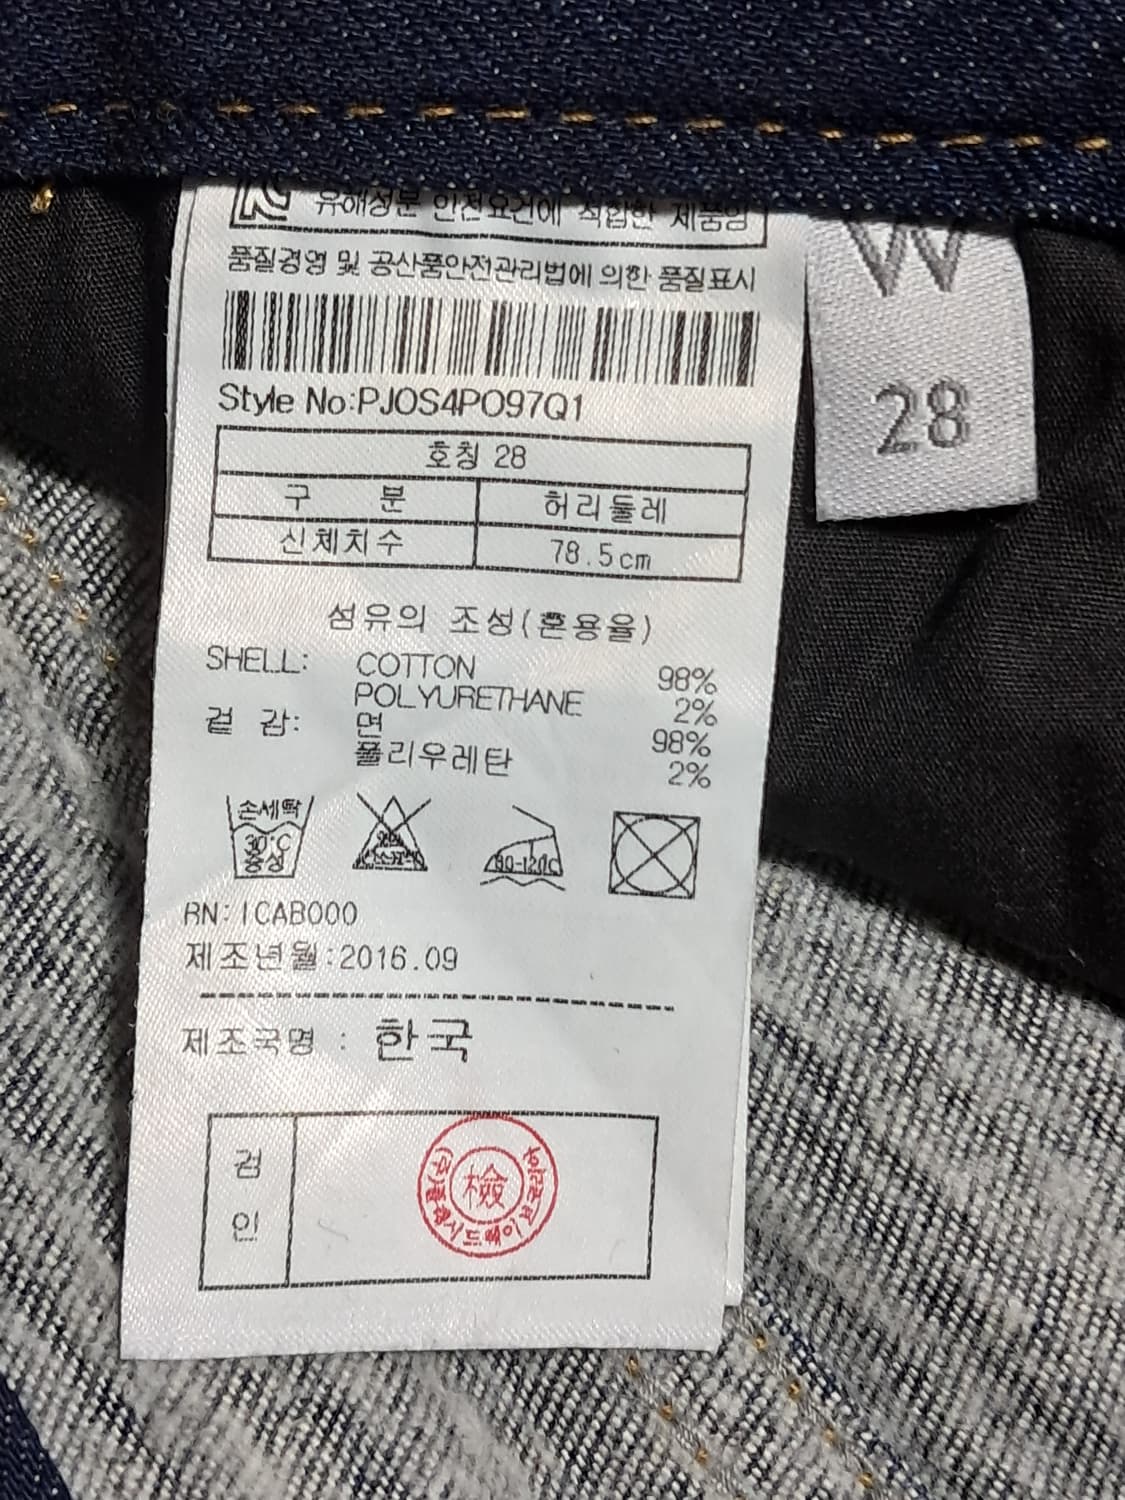 유해성분 안전요건에 적합한 제품임
품질경영 및 공산품안전관리법에 의한 품질표시
Style No:PJOS4PO97Q1
호칭 28
구 분 허리둘레
신체치수 78.5cm
섬유의 조성(혼용율)
SHELL: COTTON 98%
POLYURETHANE 2%
겉 감: 면 98%
폴리우레탄 2%
손세탁
30℃
중성
80-120℃
RN: ICAB000
제조년월:2016.09
제조국명 : 한국
검
인
檢
W
28